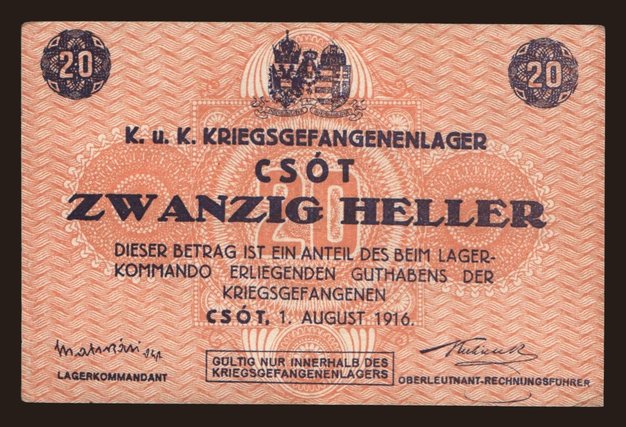 20 20
K. u. K. KRIEGSGEFANGENENLAGER
CSÓT
ZWANZIG HELLER
20
DIESER BETRAG IST EIN ANTEIL DES BEIM LAGER-
KOMMANDO ERLIEGENDEN GUTHABENS DER
KRIEGSGEFANGENEN
CSÓT, 1. AUGUST 1916.
LAGERKOMMANDANT
GÜLTIG NUR INNERHALB DES
KRIEGSGEFANGENENLAGERS
OBERLEUTNANT-RECHNUNGSFÜHRER